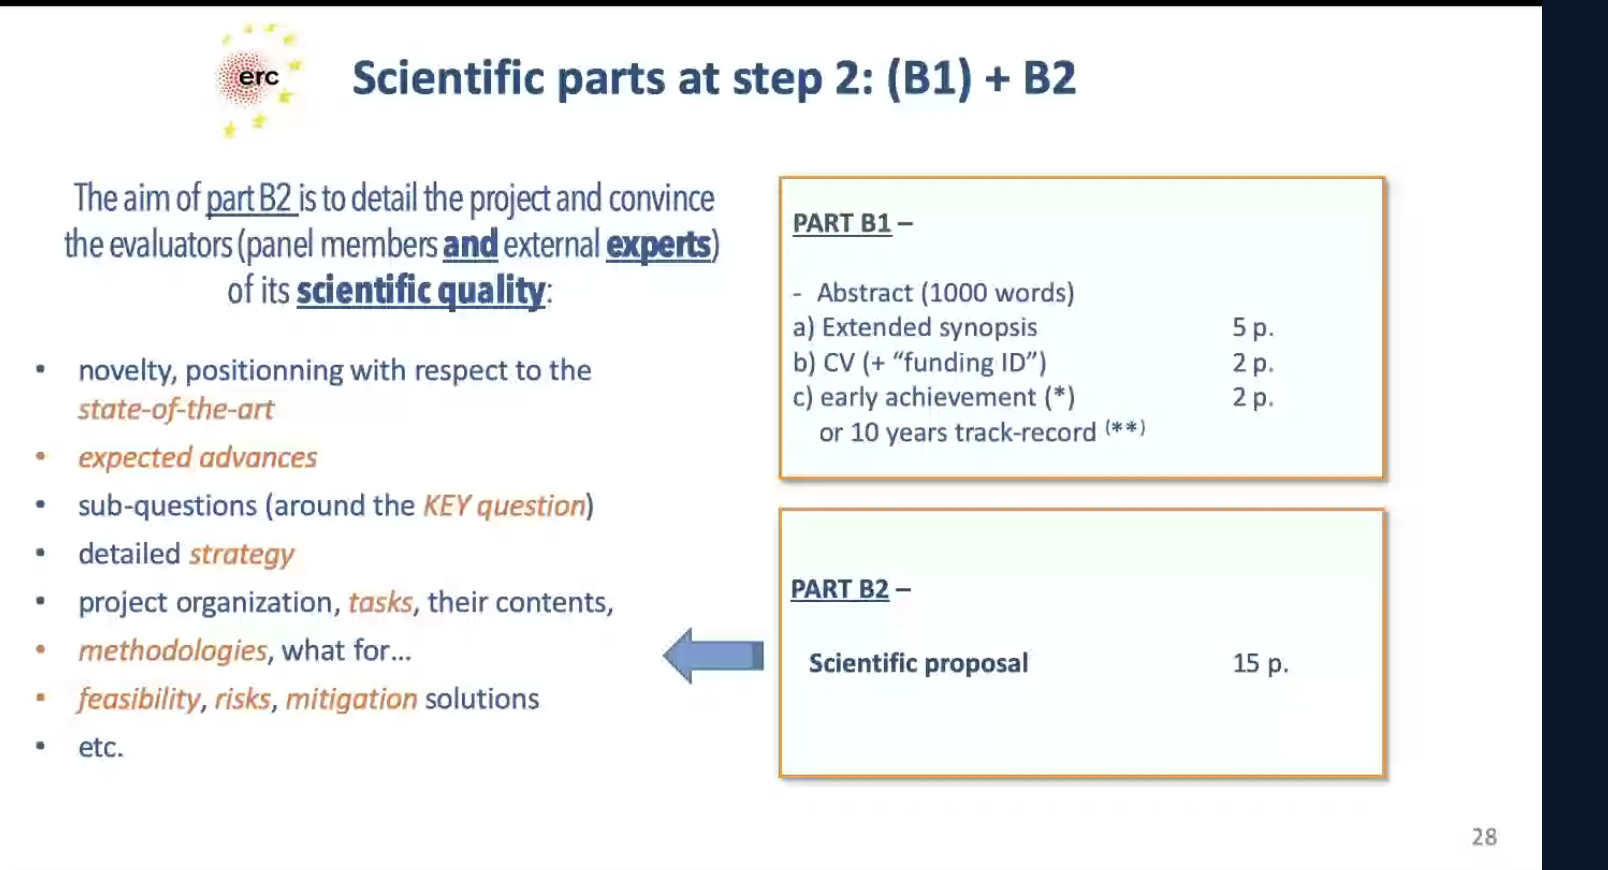 erc
Scientific parts at step 2: (B1) + B2
The aim of part B2 is to detail the project and convince
the evaluators (panel members and external experts)
of its scientific quality:
• novelty, positionning with respect to the
state-of-the-art
• expected advances
• sub-questions (around the KEY question)
• detailed strategy
• project organization, tasks, their contents,
• methodologies, what for...
• feasibility, risks, mitigation solutions
• etc.
PART B1 –
- Abstract (1000 words)
a) Extended synopsis 5 p.
b) CV (+ “funding ID”) 2 p.
c) early achievement (*) 2 p.
or 10 years track-record (**)
PART B2 –
Scientific proposal 15 p.
28